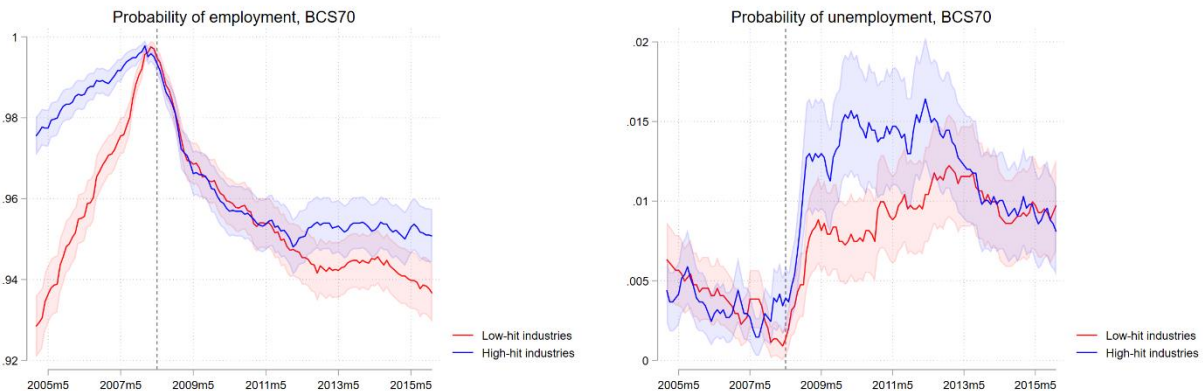 Probability of employment, BCS70
1
.98
.96
.94
.92
2005m5 2007m5 2009m5 2011m5 2013m5 2015m5
Low-hit industries
High-hit industries
Probability of unemployment, BCS70
.02
.015
.01
.005
0
2005m5 2007m5 2009m5 2011m5 2013m5 2015m5
Low-hit industries
High-hit industries